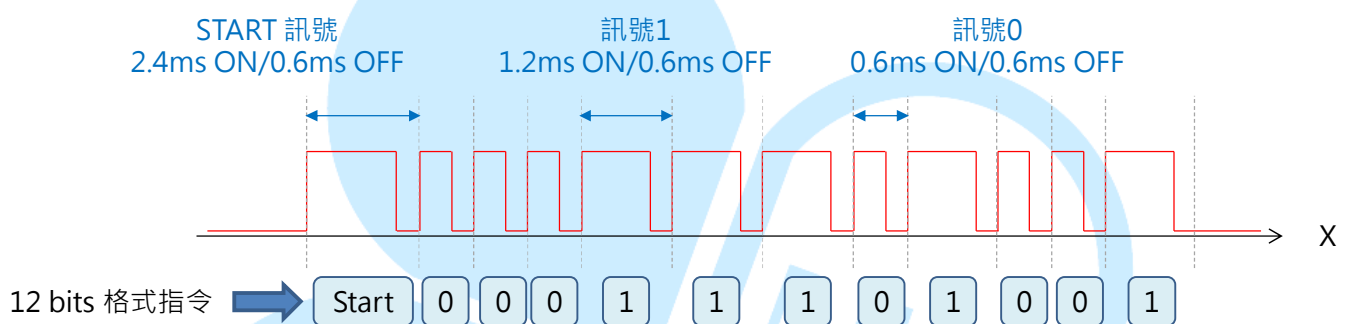 START 訊號
2.4ms ON/0.6ms OFF
訊號1
1.2ms ON/0.6ms OFF
訊號0
0.6ms ON/0.6ms OFF
X
12 bits 格式指令 Start 0 0 0 1 1 1 0 1 0 0 1